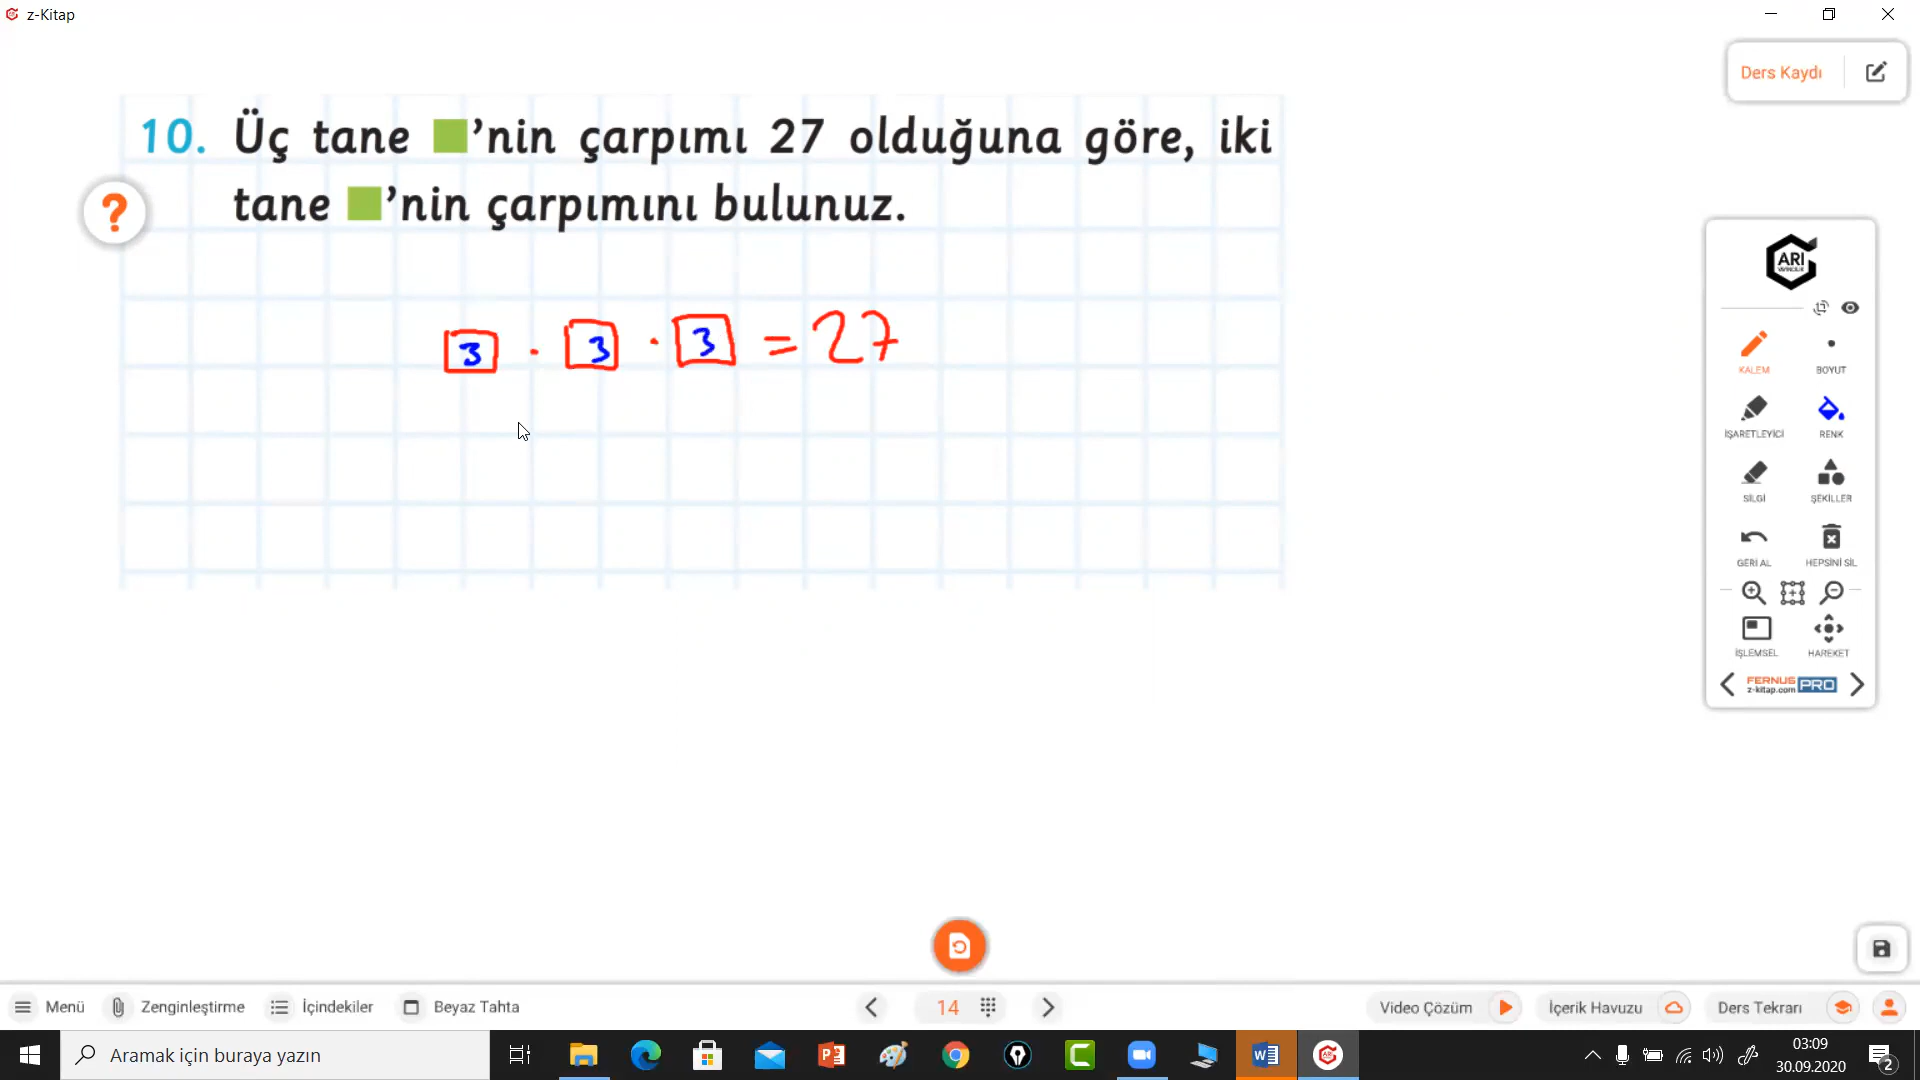 z-Kitap
Ders Kaydı
10. Üç tane 'nin çarpımı 27 olduğuna göre, iki
tane 'nin çarpımını bulunuz.
?
3 · 3 · 3 = 27
ARI
KALEM
BOYUT
İŞARETLEYİCİ
RENK
SİLGİ
ŞEKİLLER
GERİ AL
HEPSİNİ SİL
İŞLEMSEL
HAREKET
FERNUS
z-kitap.com PRO
Menü
Zenginleştirme
İçindekiler
Beyaz Tahta
14
Video Çözüm
İçerik Havuzu
Ders Tekrarı
Aramak için buraya yazın
03:09
30.09.2020
2